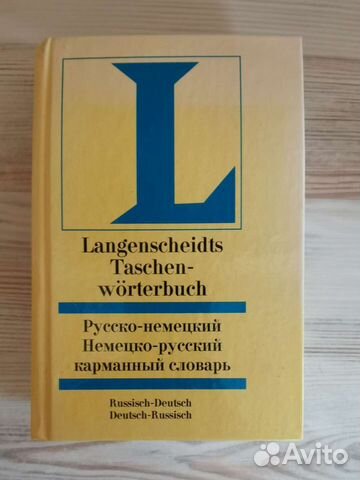 L
Langenscheidts
Taschen-
wörterbuch
Русско-немецкий
Немецко-русский
карманный словарь
Russisch-Deutsch
Deutsch-Russisch
Avito